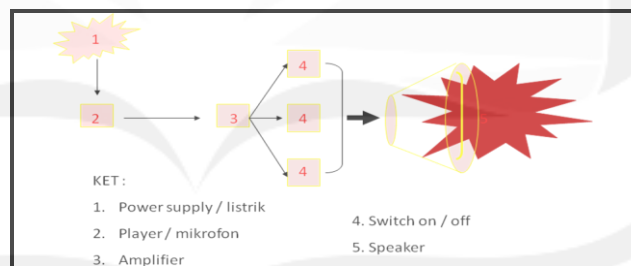 1
4
2
3
4
4
KET :
1. Power supply / listrik
2. Player / mikrofon
3. Amplifier
4. Switch on / off
5. Speaker